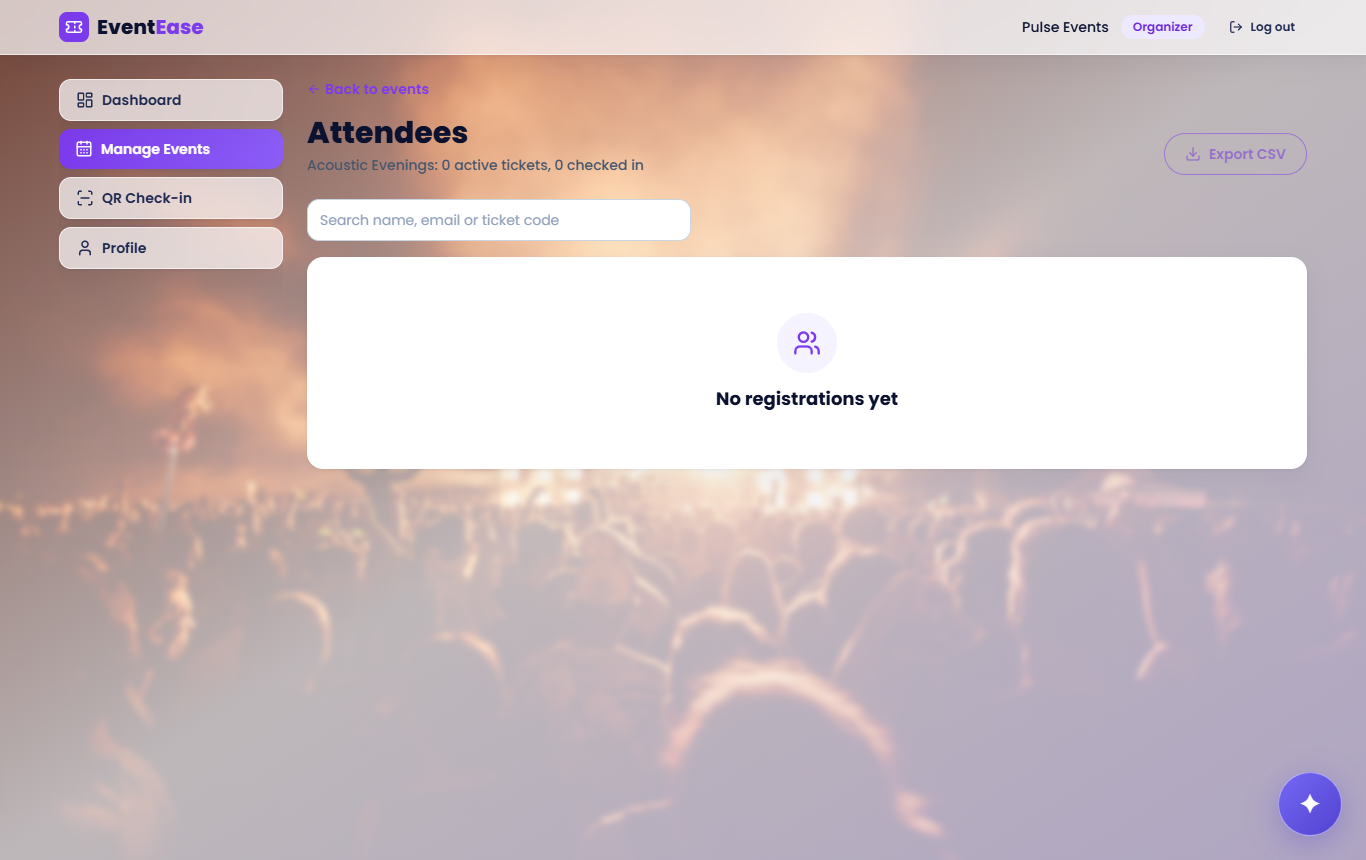 EventEase
Pulse Events
Organizer
Log out
Dashboard
Manage Events
QR Check-in
Profile
← Back to events
Attendees
Acoustic Evenings: 0 active tickets, 0 checked in
Export CSV
Search name, email or ticket code
No registrations yet